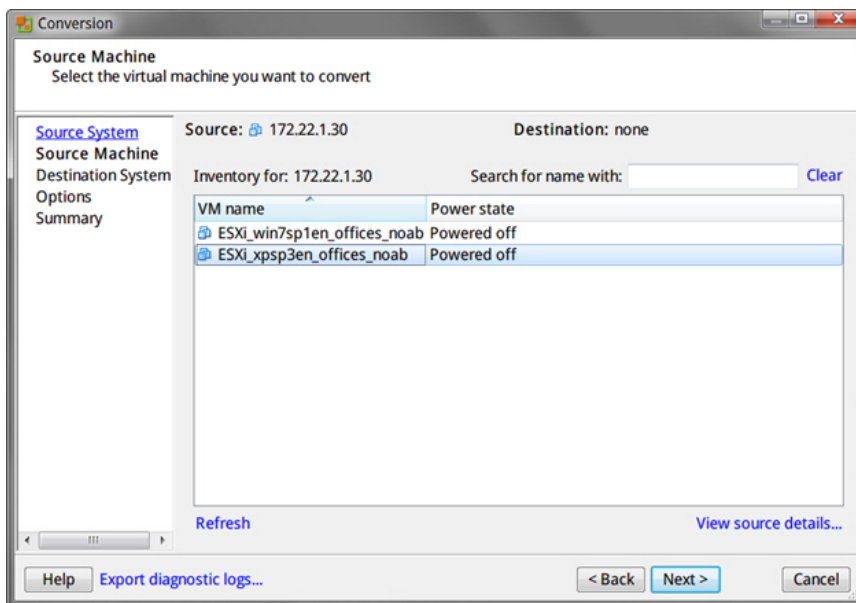 Conversion
Source Machine
Select the virtual machine you want to convert
Source System
Source Machine
Destination System
Options
Summary
Source: 172.22.1.30 Destination: none
Inventory for: 172.22.1.30 Search for name with: Clear
VM name Power state
ESXi_win7sp1en_offices_noab Powered off
ESXi_xpsp3en_offices_noab Powered off
Refresh View source details...
Help Export diagnostic logs... < Back Next > Cancel